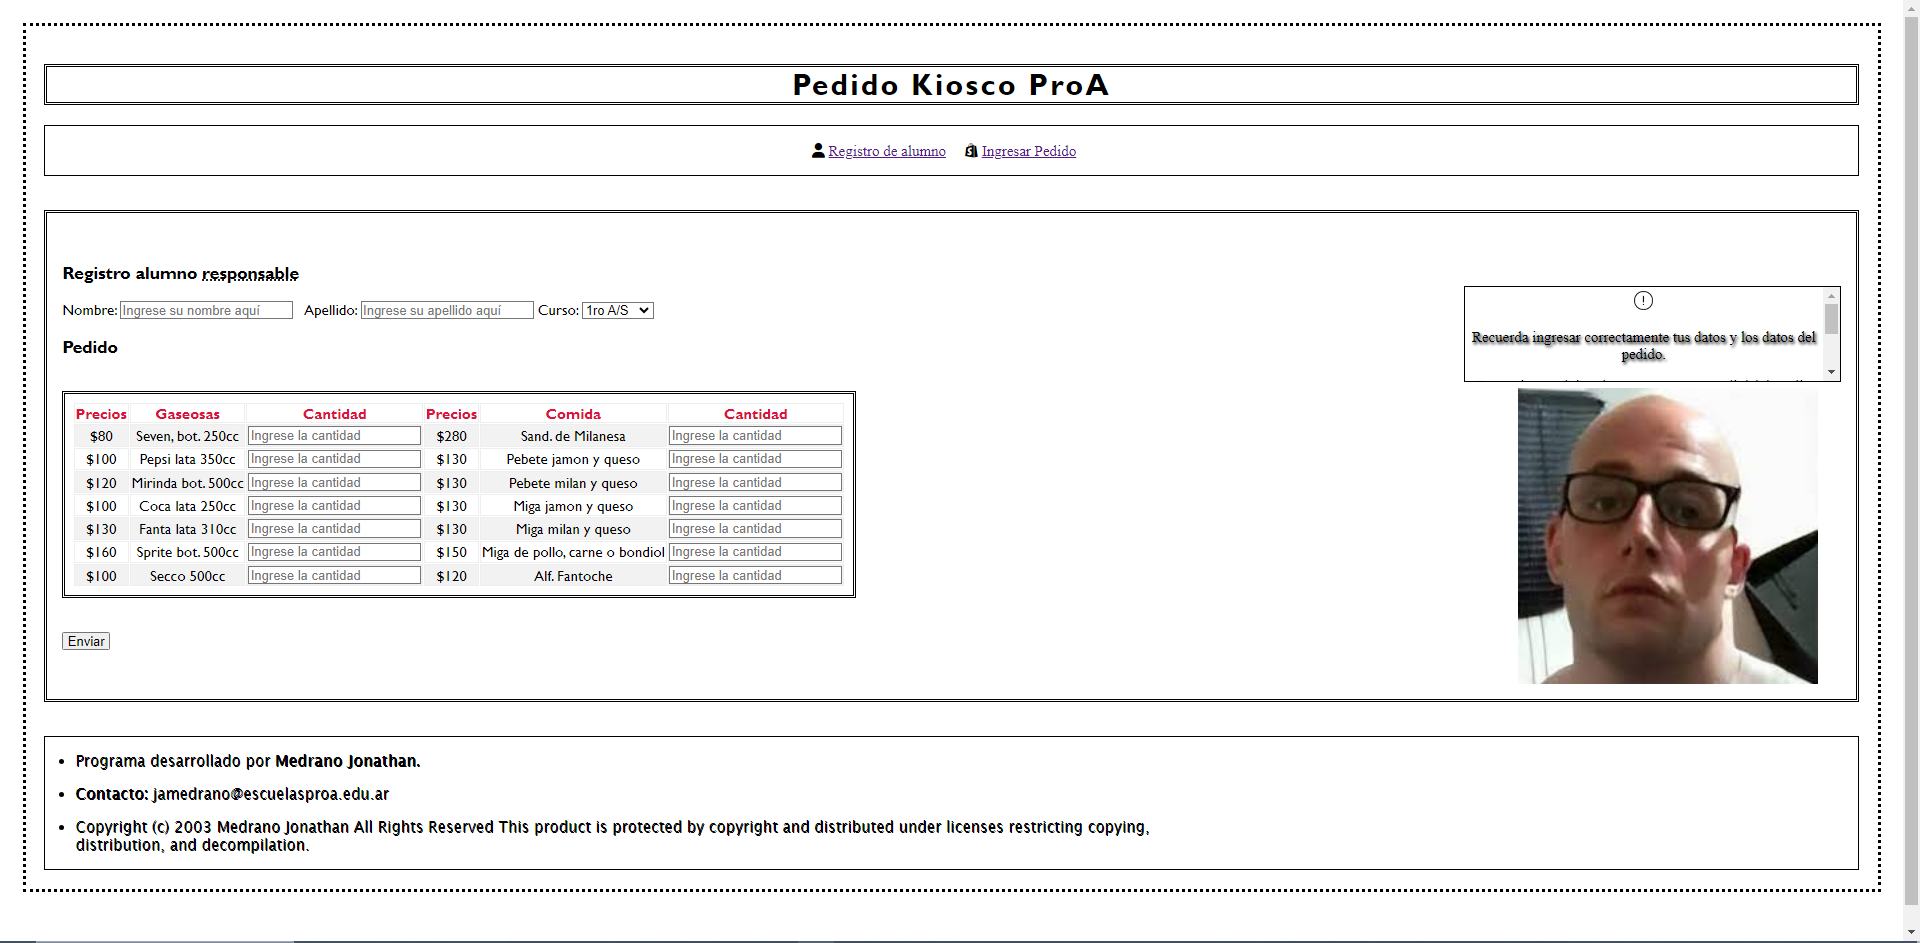 Pedido Kiosco ProA
Registro de alumno Ingresar Pedido
Registro alumno responsable
Nombre: Ingrese su nombre aquí Apellido: Ingrese su apellido aquí Curso: 1ro A/S
Recuerda ingresar correctamente tus datos y los datos del
pedido.
Pedido
Precios Gaseosas Cantidad Precios Comida Cantidad
$80 Seven, bot. 250cc Ingrese la cantidad $280 Sand. de Milanesa Ingrese la cantidad
$100 Pepsi lata 350cc Ingrese la cantidad $130 Pebete jamon y queso Ingrese la cantidad
$120 Mirinda bot. 500cc Ingrese la cantidad $130 Pebete milan y queso Ingrese la cantidad
$100 Coca lata 250cc Ingrese la cantidad $130 Miga jamon y queso Ingrese la cantidad
$130 Fanta lata 310cc Ingrese la cantidad $130 Miga milan y queso Ingrese la cantidad
$160 Sprite bot. 500cc Ingrese la cantidad $150 Miga de pollo, carne o bondiol Ingrese la cantidad
$100 Secco 500cc Ingrese la cantidad $120 Alf. Fantoche Ingrese la cantidad
Enviar
Programa desarrollado por Medrano Jonathan.
Contacto: jamedrano@escuelasproa.edu.ar
Copyright (c) 2003 Medrano Jonathan All Rights Reserved This product is protected by copyright and distributed under licenses restricting copying,
distribution, and decompilation.